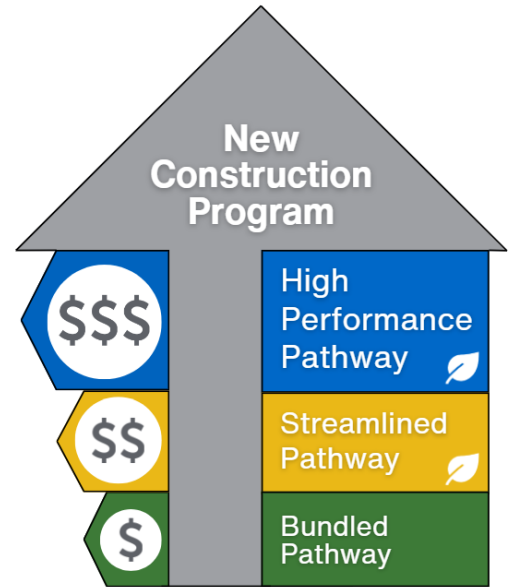 New
Construction
Program
$$$
High
Performance
Pathway
$$
Streamlined
Pathway
$
Bundled
Pathway